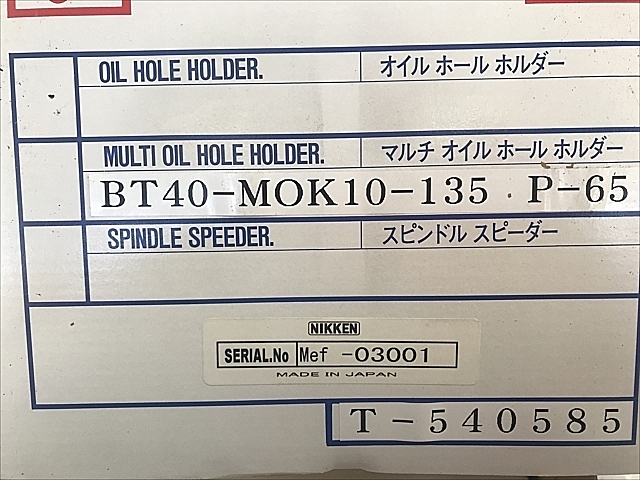 OIL HOLE HOLDER. オイル ホール ホルダー
MULTI OIL HOLE HOLDER. マルチ オイル ホール ホルダー
BT40-MOK10-135 · P-65
SPINDLE SPEEDER. スピンドル スピーダー
NIKKEN
SERIAL.No Mef -03001
MADE IN JAPAN
T-540585